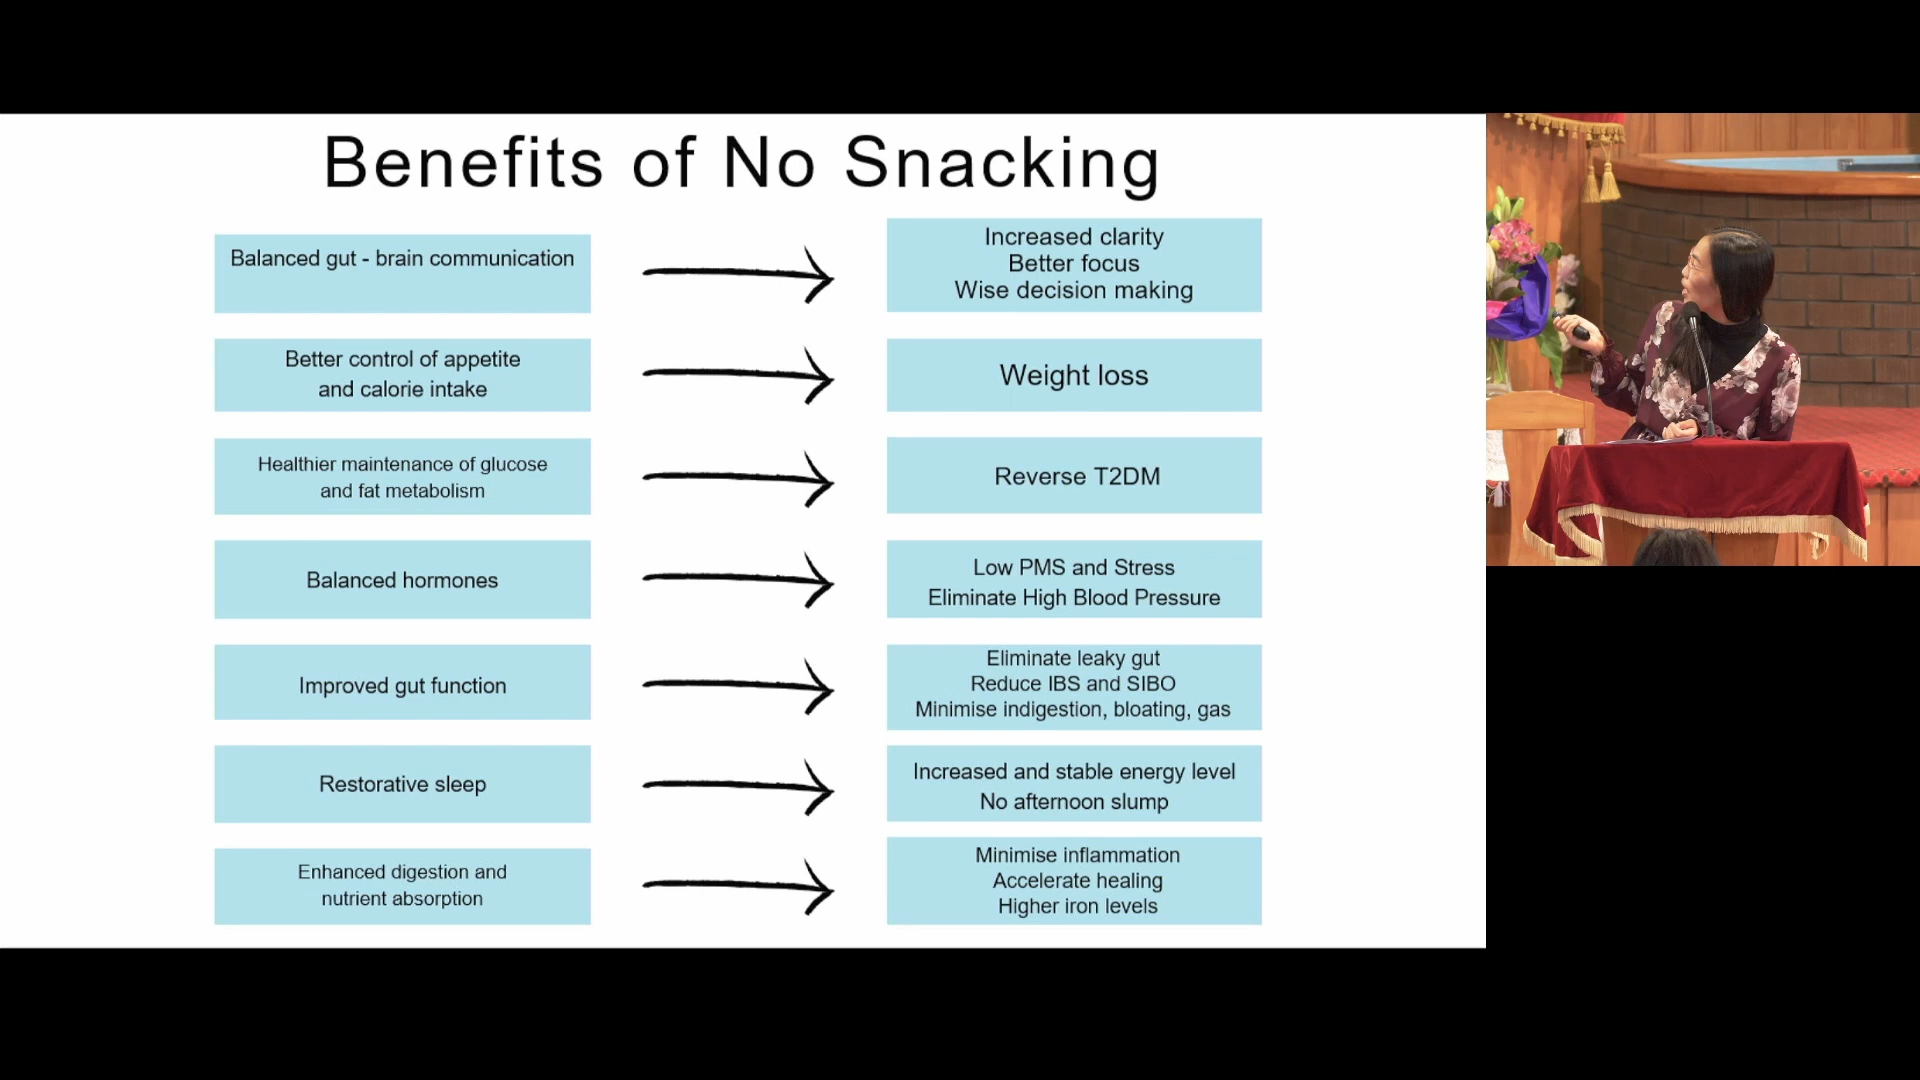 Benefits of No Snacking
Balanced gut - brain communication
Increased clarity
Better focus
Wise decision making
Better control of appetite
and calorie intake
Weight loss
Healthier maintenance of glucose
and fat metabolism
Reverse T2DM
Balanced hormones
Low PMS and Stress
Eliminate High Blood Pressure
Improved gut function
Eliminate leaky gut
Reduce IBS and SIBO
Minimise indigestion, bloating, gas
Restorative sleep
Increased and stable energy level
No afternoon slump
Enhanced digestion and
nutrient absorption
Minimise inflammation
Accelerate healing
Higher iron levels